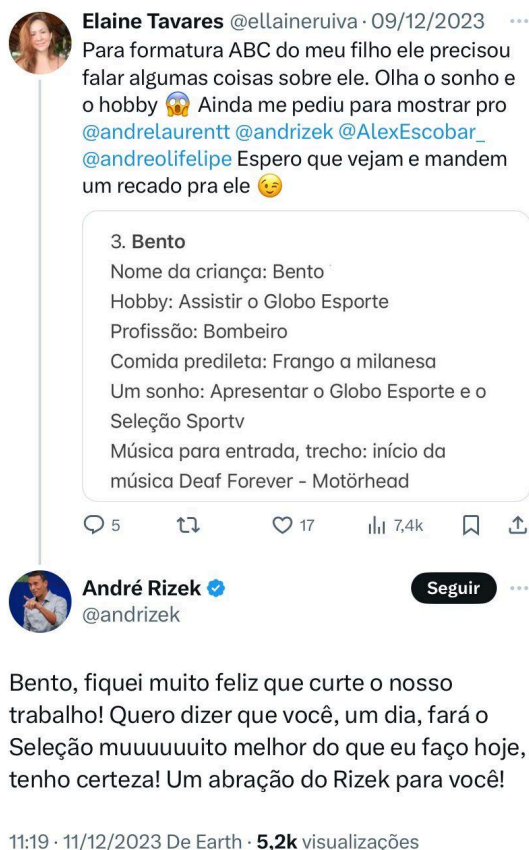 Elaine Tavares @ellaineruiva · 09/12/2023 ···
Para formatura ABC do meu filho ele precisou
falar algumas coisas sobre ele. Olha o sonho e
o hobby 😱 Ainda me pediu para mostrar pro
@andrelaurentt @andrizek @AlexEscobar_
@andreolifelipe Espero que vejam e mandem
um recado pra ele 😉
3. Bento
Nome da criança: Bento
Hobby: Assistir o Globo Esporte
Profissão: Bombeiro
Comida predileta: Frango a milanesa
Um sonho: Apresentar o Globo Esporte e o
Seleção Sportv
Música para entrada, trecho: início da
música Deaf Forever - Motörhead
5 17 7,4k
André Rizek Seguir ···
@andrizek
Bento, fiquei muito feliz que curte o nosso
trabalho! Quero dizer que você, um dia, fará o
Seleção muuuuuuito melhor do que eu faço hoje,
tenho certeza! Um abração do Rizek para você!
11:19 · 11/12/2023 De Earth · 5,2k visualizações